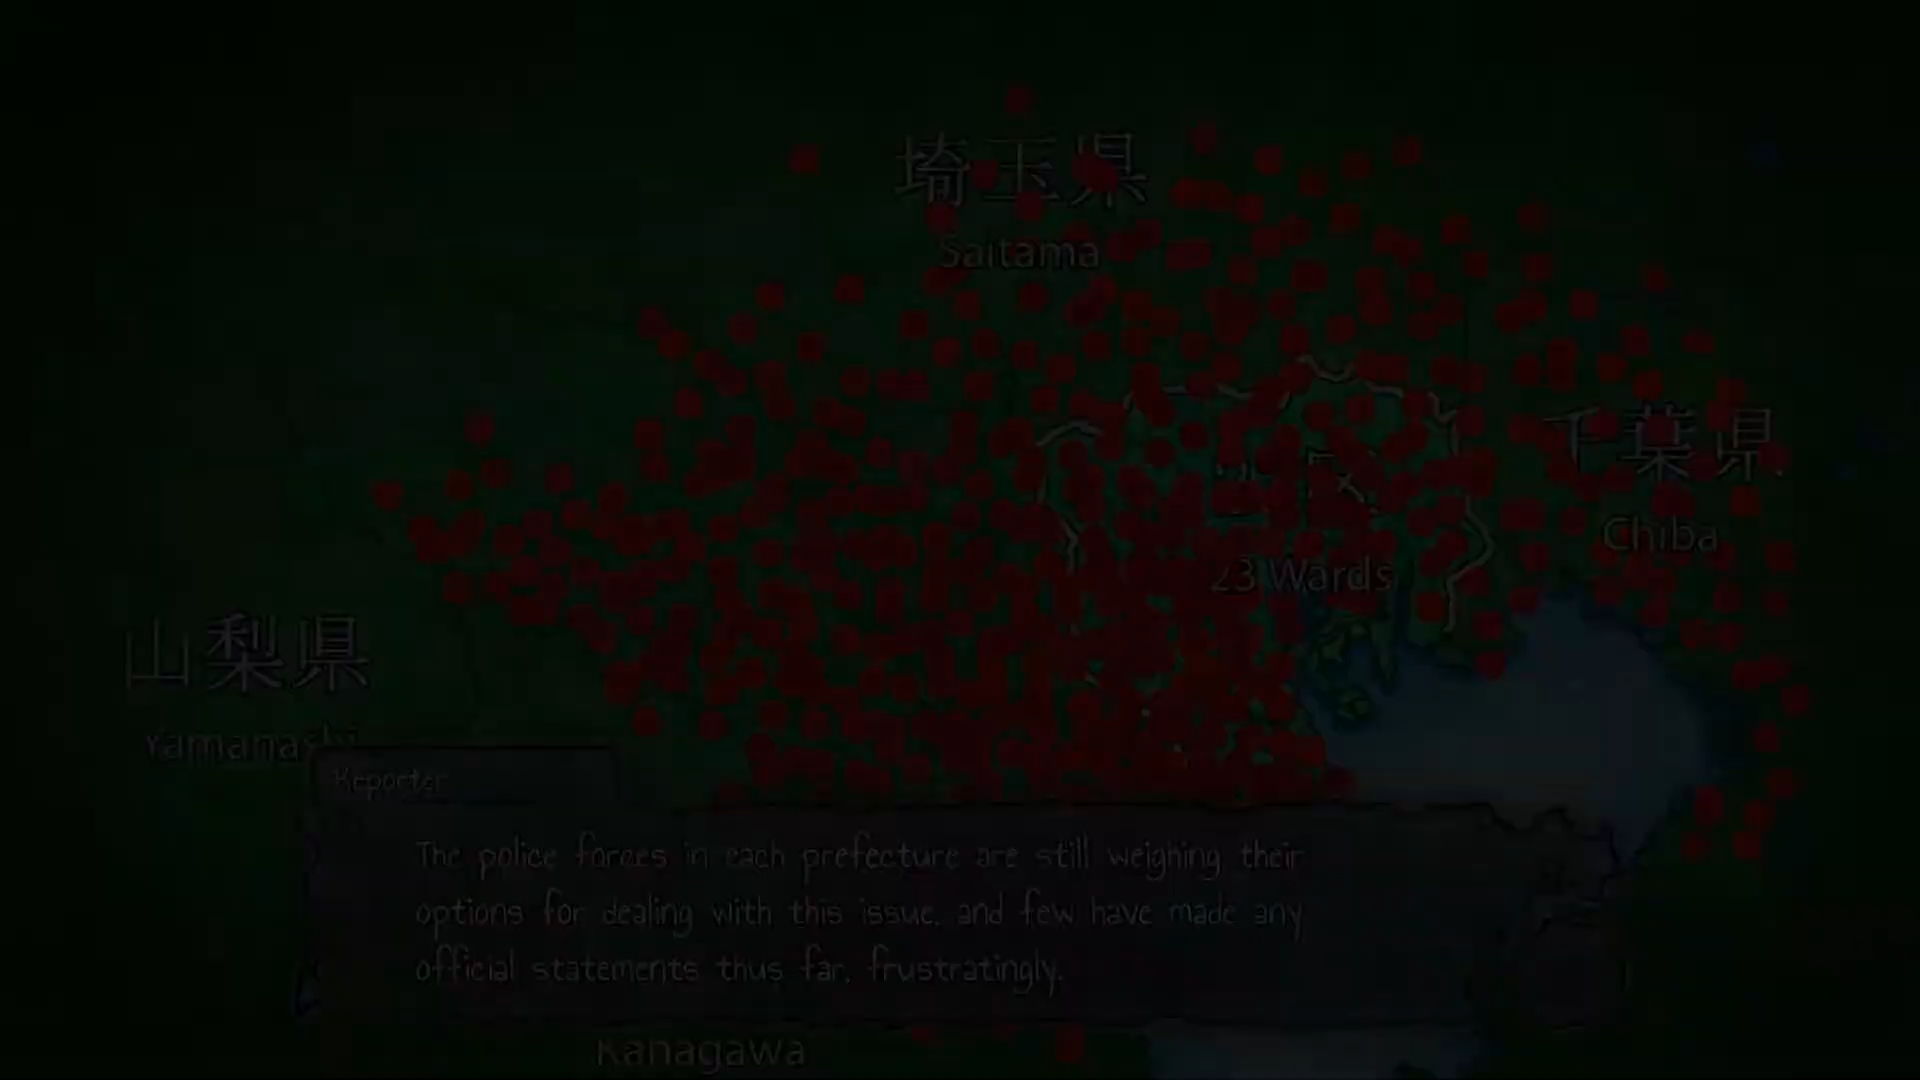 埼玉県
Saitama
千葉県
Chiba
23 Wards
山梨県
Yamanashi
Reporter
The police forces in each prefecture are still weighing their
options for dealing with this issue, and few have made any
official statements thus far, frustratingly.
Kanagawa